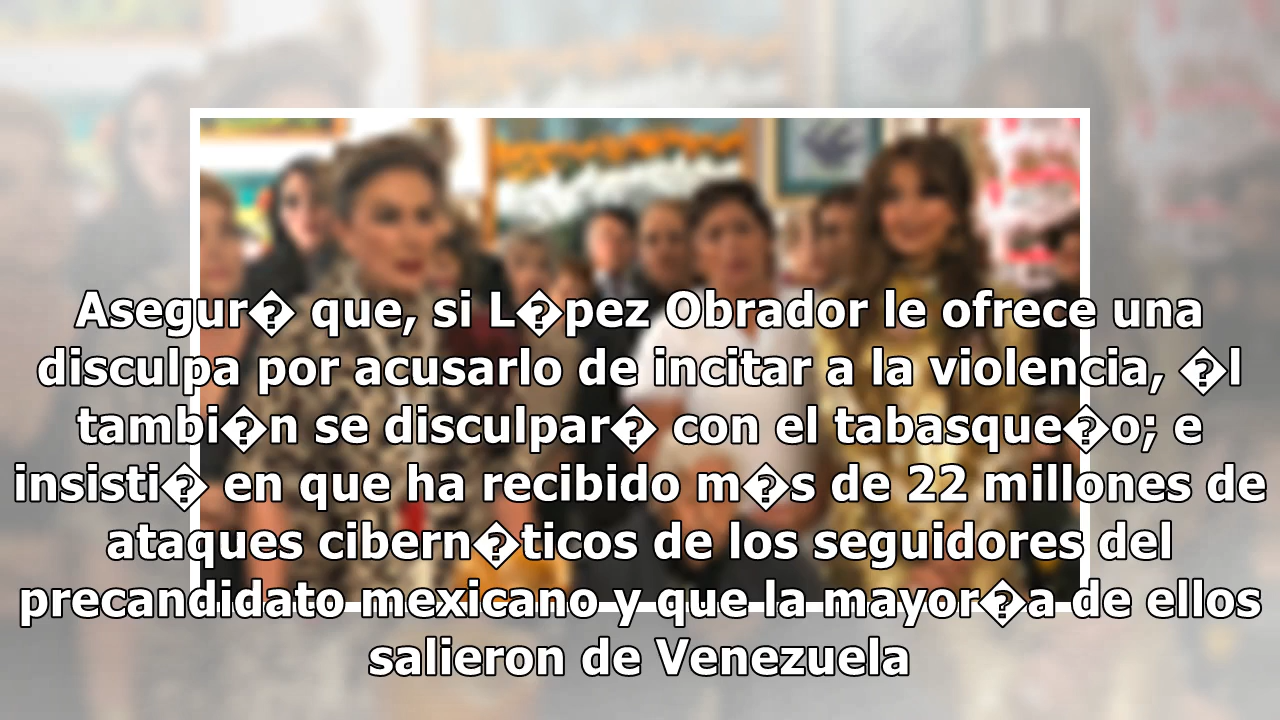 Asegur� que, si L�pez Obrador le ofrece una
disculpa por acusarlo de incitar a la violencia, �l
tambi�n se disculpar� con el tabasque�o; e
insisti� en que ha recibido m�s de 22 millones de
ataques cibern�ticos de los seguidores del
precandidato mexicano y que la mayor�a de ellos
salieron de Venezuela